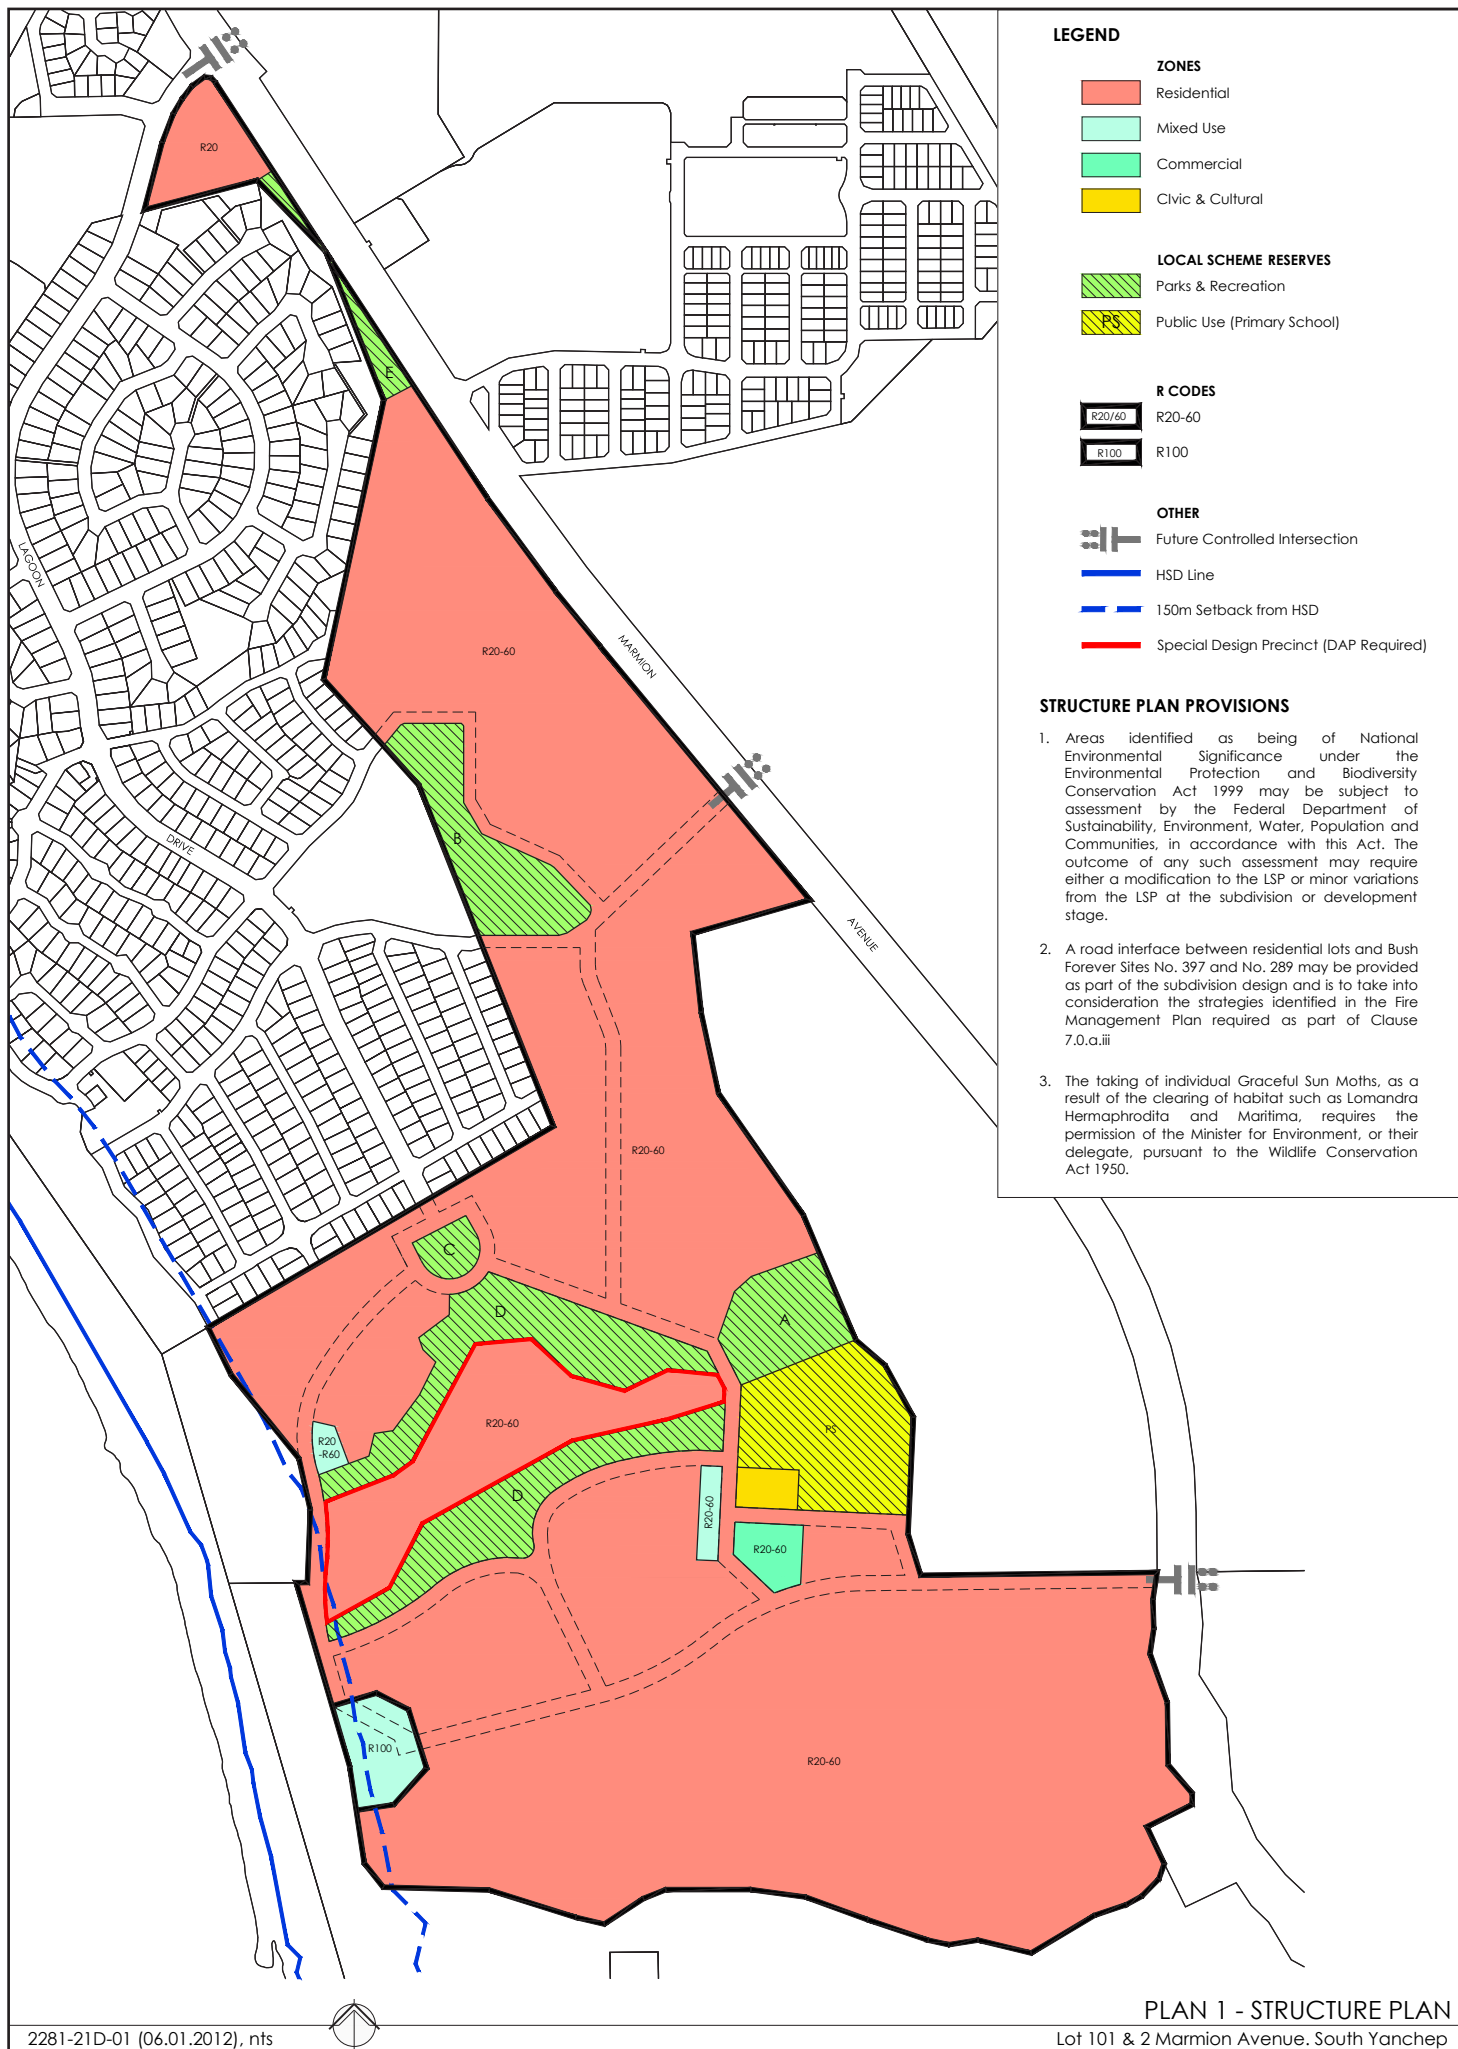 LEGEND
ZONES
Residential
Mixed Use
Commercial
CIvic & Cultural
LOCAL SCHEME RESERVES
Parks & Recreation
PS
Public Use (Primary School)
R CODES
R20/60
R20-60
R100
R100
OTHER
Future Controlled Intersection
HSD Line
150m Setback from HSD
Special Design Precinct (DAP Required)
STRUCTURE PLAN PROVISIONS
1. Areas identified as being of National
Environmental Significance under the
Environmental Protection and Biodiversity
Conservation Act 1999 may be subject to
assessment by the Federal Department of
Sustainability, Environment, Water, Population and
Communities, in accordance with this Act. The
outcome of any such assessment may require
either a modification to the LSP or minor variations
from the LSP at the subdivision or development
stage.
2. A road interface between residential lots and Bush
Forever Sites No. 397 and No. 289 may be provided
as part of the subdivision design and is to take into
consideration the strategies identified in the Fire
Management Plan required as part of Clause
7.0.a.iii
3. The taking of individual Graceful Sun Moths, as a
result of the clearing of habitat such as Lomandra
Hermaphrodita and Maritima, requires the
permission of the Minister for Environment, or their
delegate, pursuant to the Wildlife Conservation
Act 1950.
R20
E
LAGOON
R20-60
MARMION
B
DRIVE
AVENUE
R20-60
C
D
A
R20-60
R20
-R60
PS
D
R20-60
R20-60
R100
R20-60
PLAN 1 - STRUCTURE PLAN
2281-21D-01 (06.01.2012), nts
Lot 101 & 2 Marmion Avenue. South Yanchep